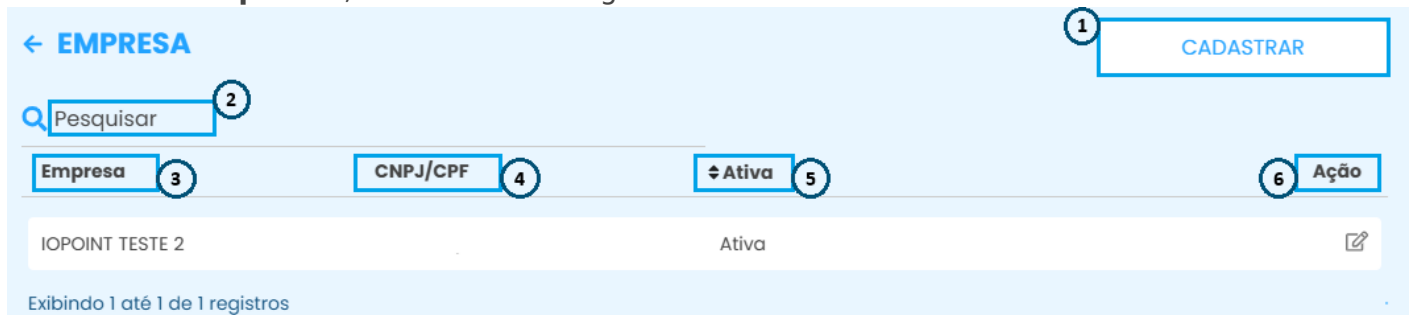 ← EMPRESA
1
CADASTRAR
2
Pesquisar
Empresa 3 CNPJ/CPF 4 Ativa 5 6 Ação
IOPOINT TESTE 2 Ativa
Exibindo 1 até 1 de 1 registros